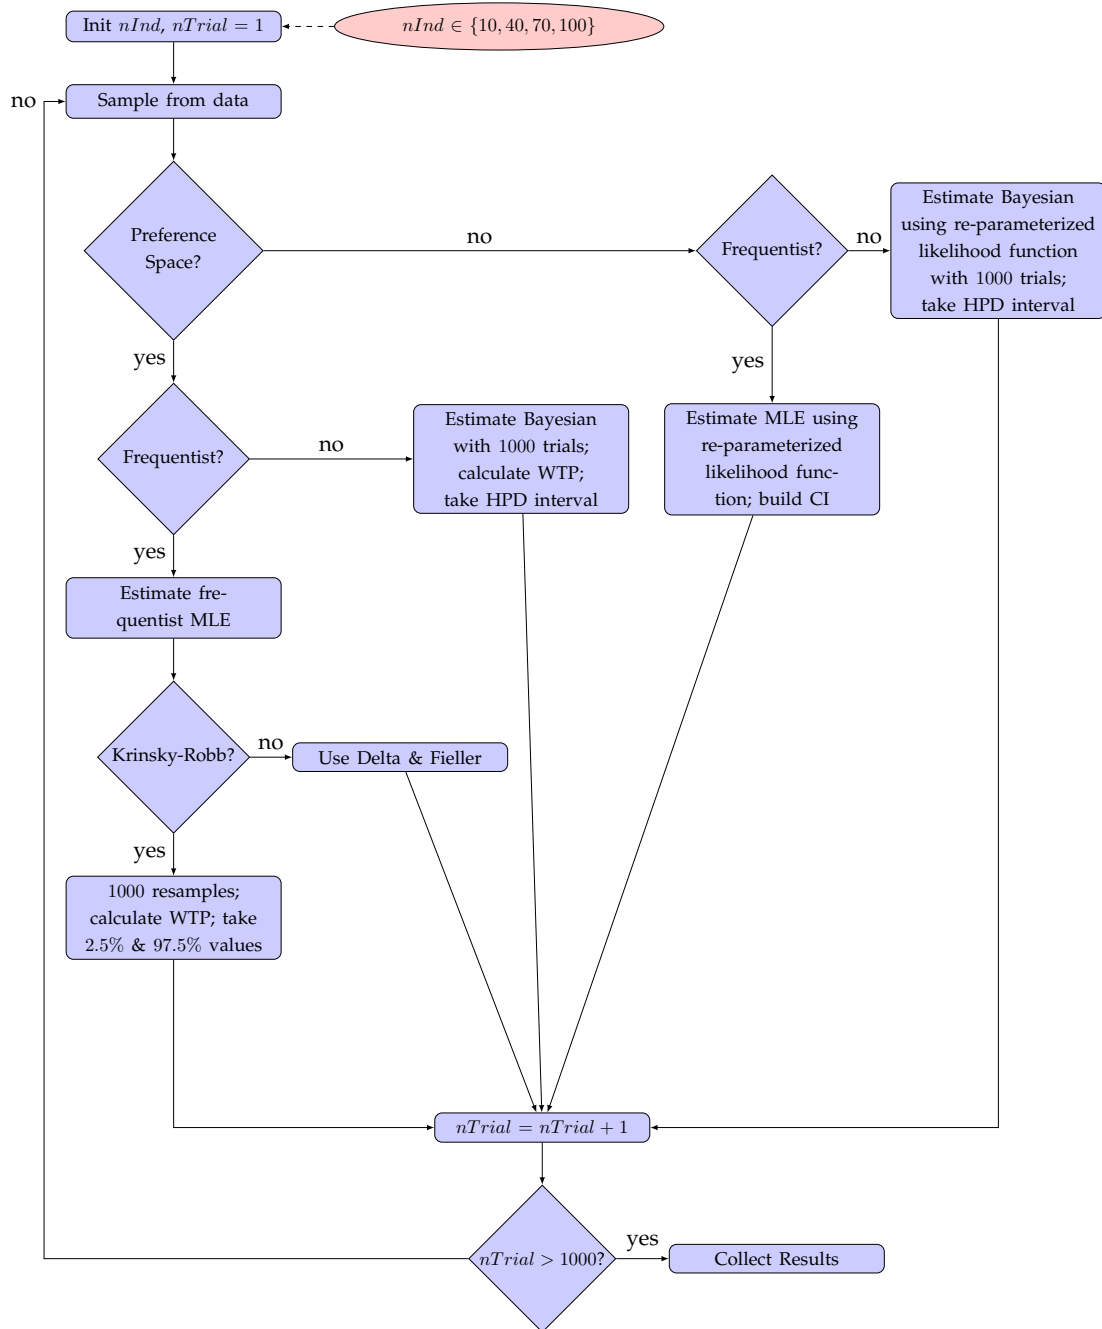 Init nInd, nTrial = 1
nInd ∈ {10, 40, 70, 100}
no
Sample from data
Preference
Space?
no
Frequentist?
no
Estimate Bayesian
using re-parameterized
likelihood function
with 1000 trials;
take HPD interval
yes
yes
Frequentist?
no
Estimate Bayesian
with 1000 trials;
calculate WTP;
take HPD interval
Estimate MLE using
re-parameterized
likelihood func-
tion; build CI
yes
Estimate fre-
quentist MLE
Krinsky-Robb?
no
Use Delta & Fieller
yes
1000 resamples;
calculate WTP; take
2.5% & 97.5% values
nTrial = nTrial + 1
nTrial > 1000?
yes
Collect Results